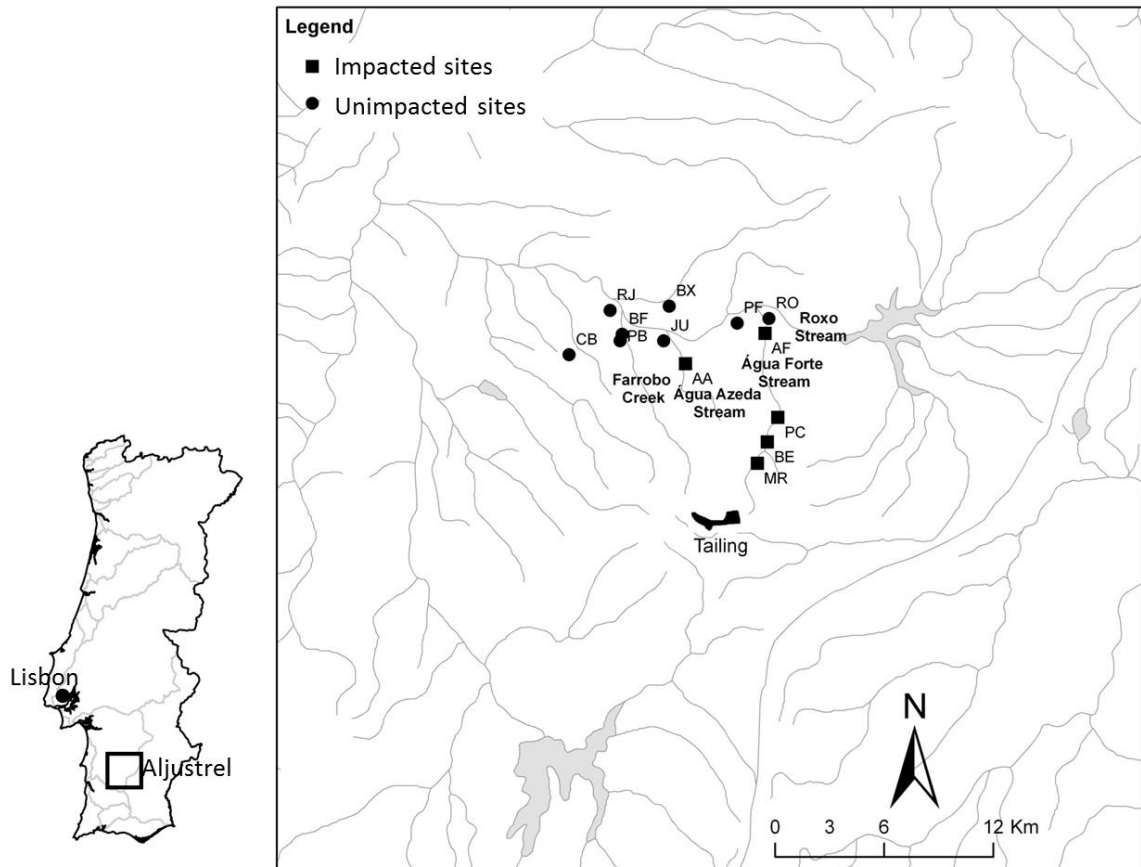 Legend
Impacted sites
Unimpacted sites
RJ
BX
BF
PB
JU
CB
PF
RO
Roxo
Stream
AF
Água Forte
Stream
AA
Farrobo
Creek
Água Azeda
Stream
PC
BE
MR
Tailing
Lisbon
Aljustrel
N
0 3 6 12 Km